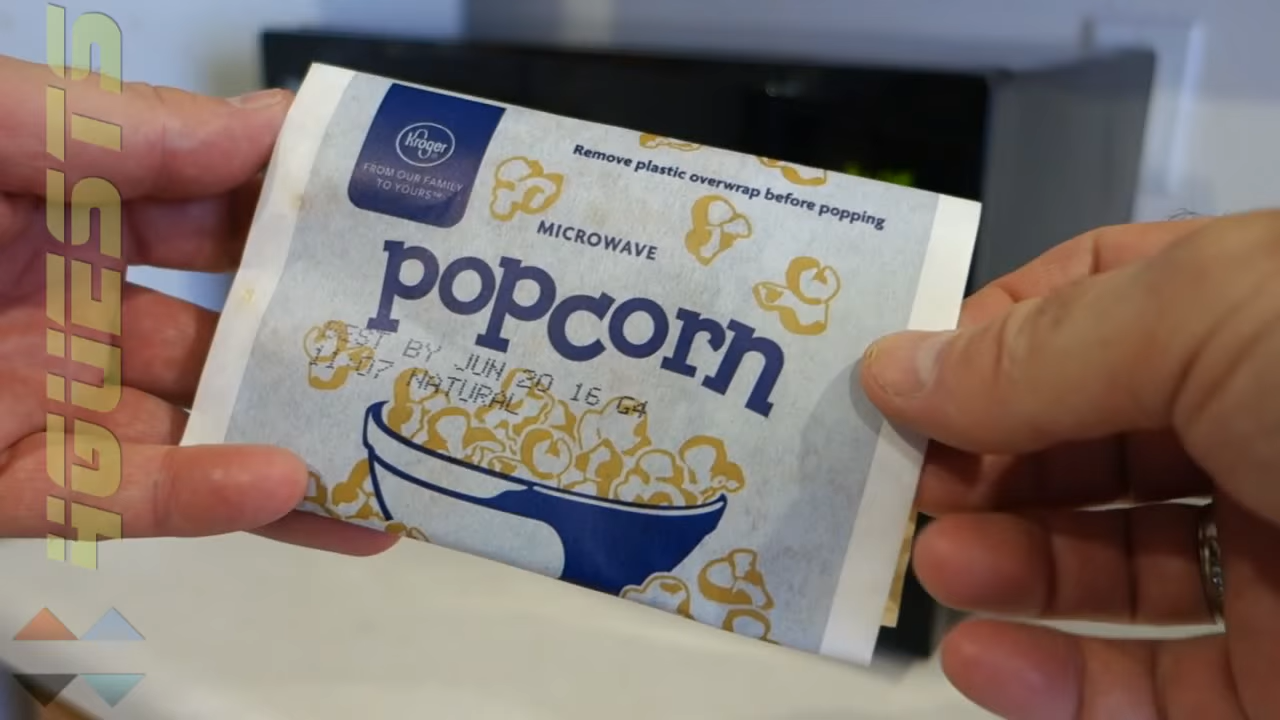 Kroger
FROM OUR FAMILY
TO YOURS™
Remove plastic overwrap before popping
MICROWAVE
popcorn
BEST BY JUN 20 16 G4
11:07 NATURAL
4GUESTS